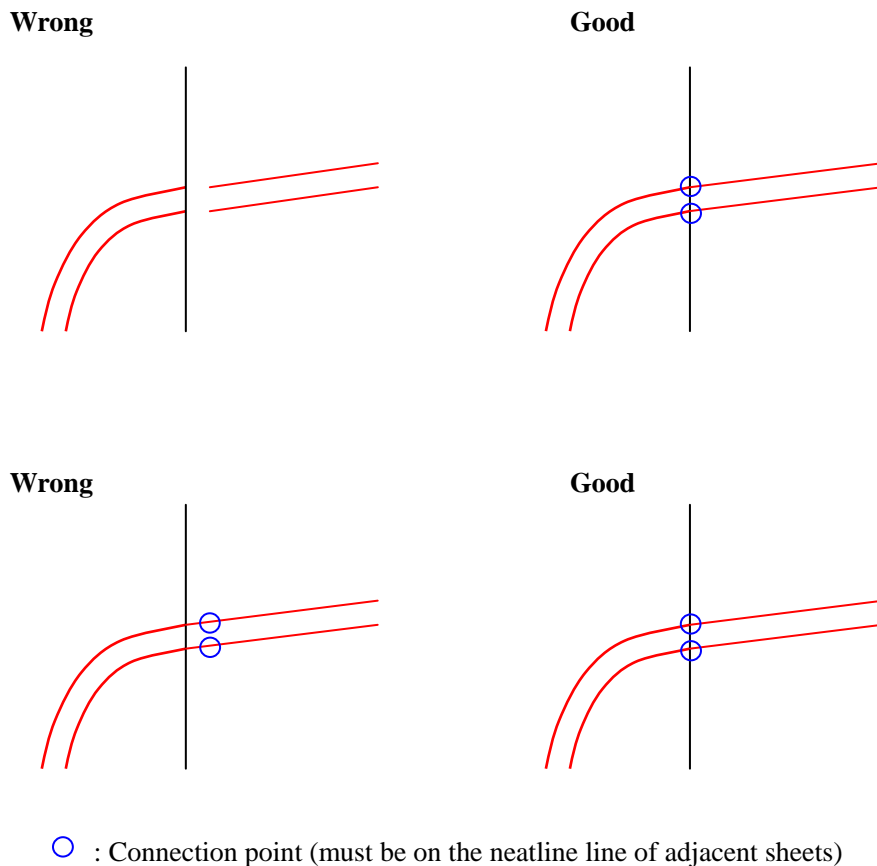 Wrong
Good
Wrong
Good
: Connection point (must be on the neatline line of adjacent sheets)